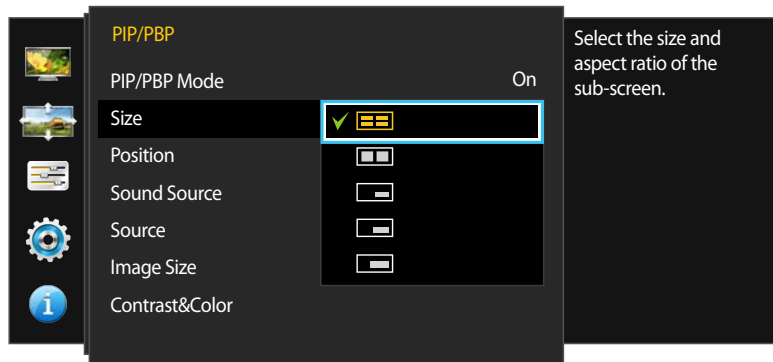 PIP/PBP
PIP/PBP Mode On
Size
Position
Sound Source
Source
Image Size
Contrast&Color
Select the size and
aspect ratio of the
sub-screen.